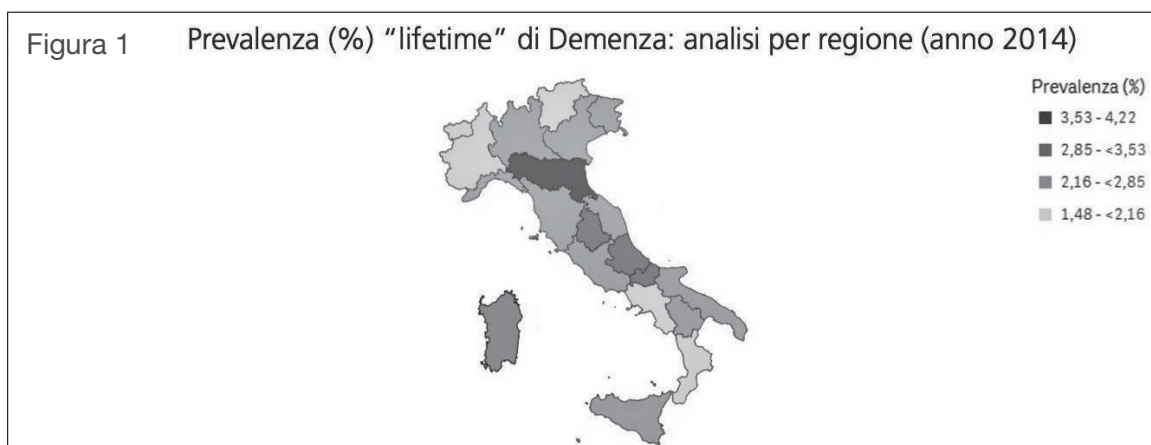 Figura 1
Prevalenza (%) “lifetime” di Demenza: analisi per regione (anno 2014)
Prevalenza (%)
3,53 - 4,22
2,85 - <3,53
2,16 - <2,85
1,48 - <2,16